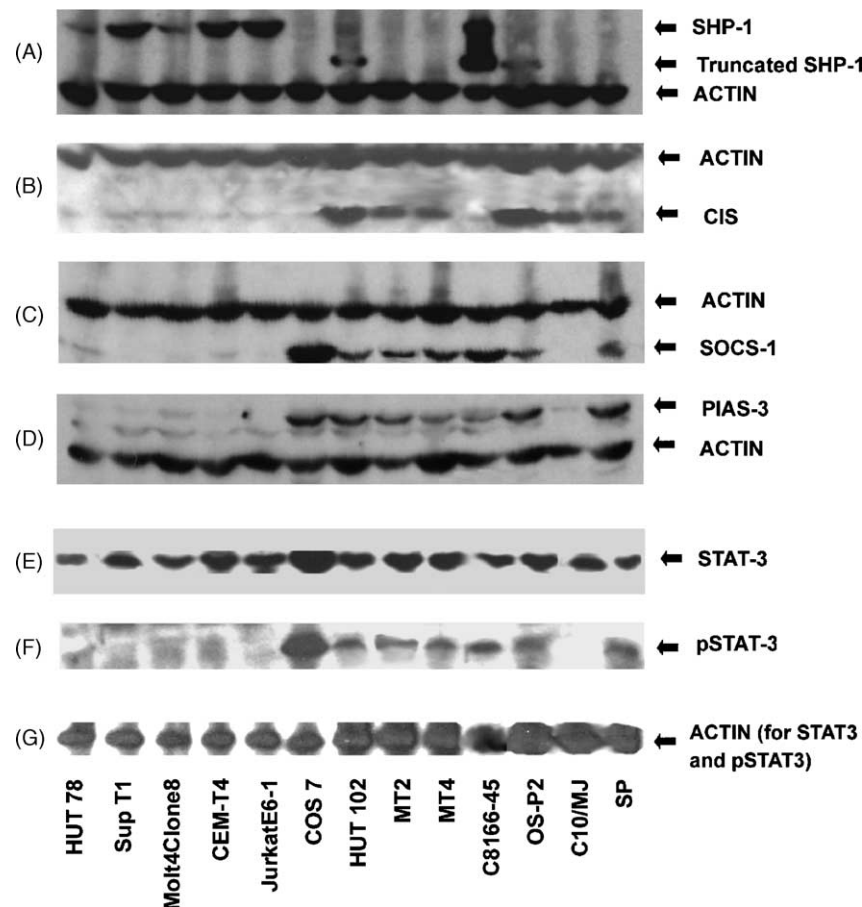 (A)
SHP-1
Truncated SHP-1
ACTIN
(B)
ACTIN
CIS
(C)
ACTIN
SOCS-1
(D)
PIAS-3
ACTIN
(E)
STAT-3
(F)
pSTAT-3
(G)
ACTIN (for STAT3
and pSTAT3)
HUT 78
Sup T1
Molt4Clone8
CEM-T4
JurkatE6-1
COS 7
HUT 102
MT2
MT4
C8166-45
OS-P2
C10/MJ
SP